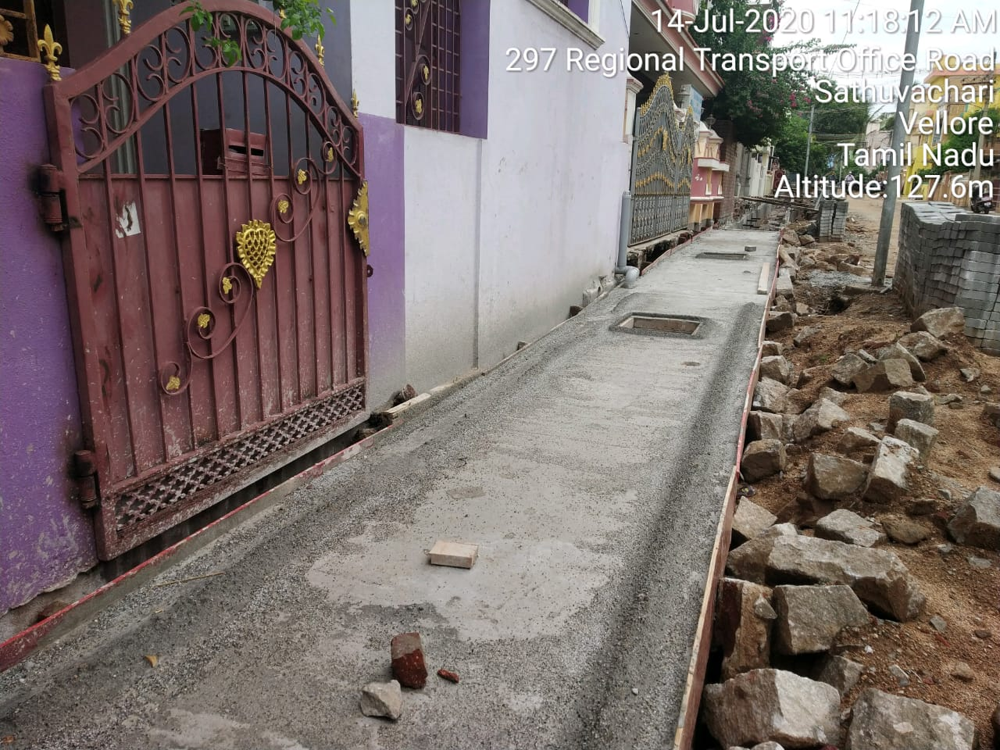 14-Jul-2020 11:18:12 AM
297 Regional Transport Office Road
Sathuvachari
Vellore
Tamil Nadu
Altitude:127.6m